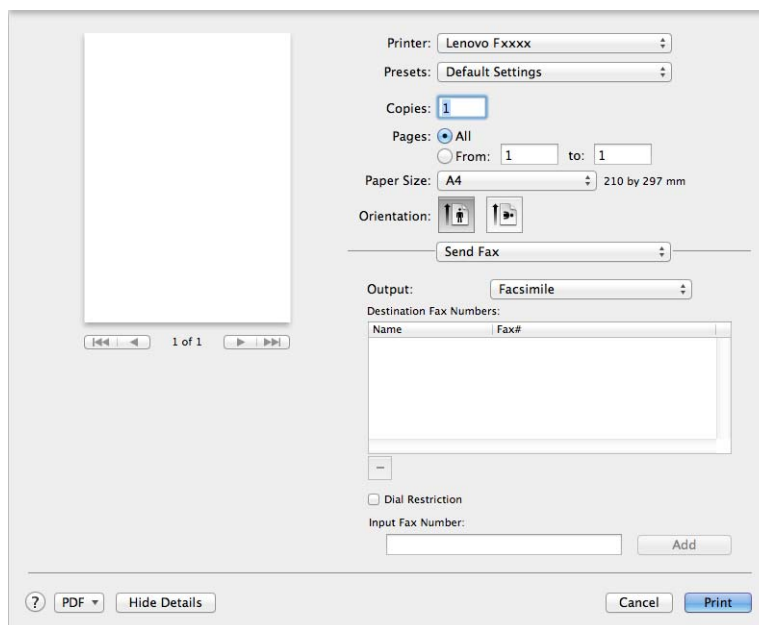 Printer: Lenovo Fxxxx
Presets: Default Settings
Copies: 1
Pages: All
From: 1 to: 1
Paper Size: A4 210 by 297 mm
Orientation:
Send Fax
Output: Facsimile
Destination Fax Numbers:
Name Fax#
1 of 1
Dial Restriction
Input Fax Number:
Add
? PDF Hide Details Cancel Print